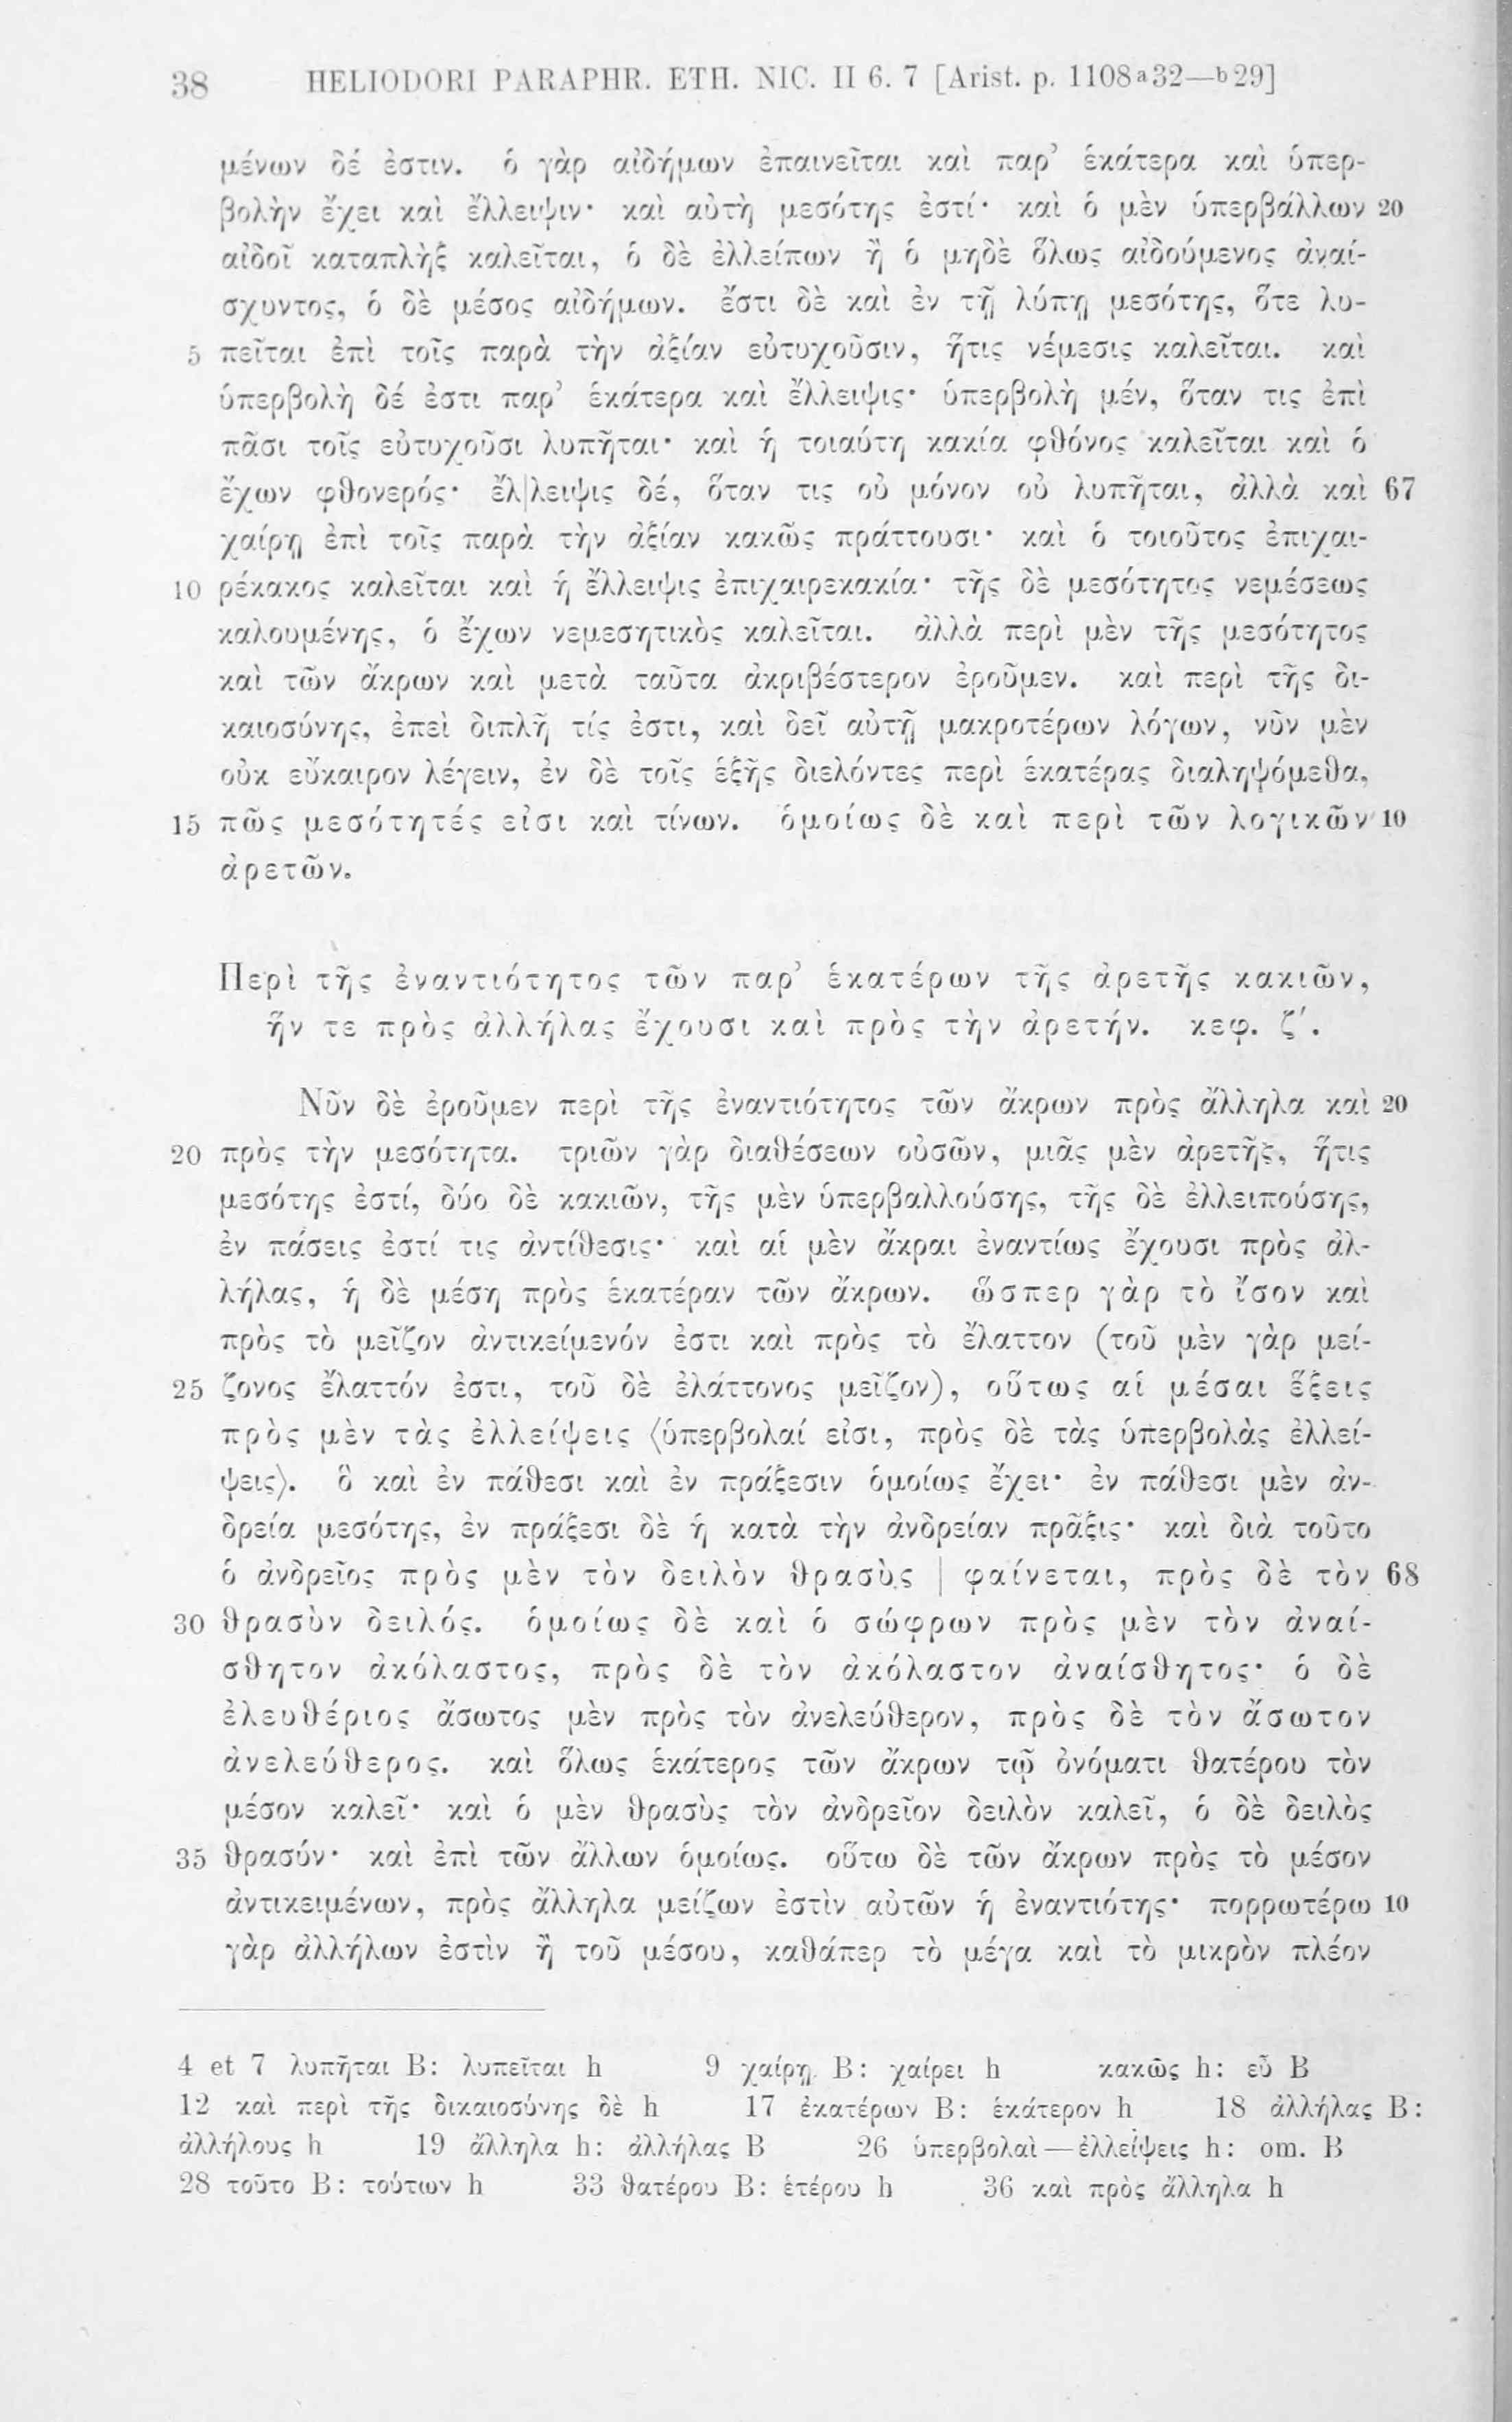 38 HELIODORI PARAPHR. ETH. NIC. II 6. 7 [Arist. p. 1108a32—b29]
μένων δέ ἐστιν. ὁ γὰρ αἰδήμων ἐπαινεῖται καὶ παρ’ ἑκάτερα καὶ ὑπερ-
βολὴν ἔχει καὶ ἔλλειψιν· καὶ αὐτὴ μεσότης ἐστί· καὶ ὁ μὲν ὑπερβάλλων 20
αἰδοῖ καταπλὴξ καλεῖται, ὁ δὲ ἐλλείπων ἢ ὁ μηδὲ ὅλως αἰδούμενος ἀναί-
σχυντος, ὁ δὲ μέσος αἰδήμων. ἔστι δὲ καὶ ἐν τῇ λύπῃ μεσότης, ὅτε λυ-
5 πεῖται ἐπὶ τοῖς παρὰ τὴν ἀξίαν εὐτυχοῦσιν, ἥτις νέμεσις καλεῖται. καὶ
ὑπερβολὴ δέ ἐστι παρ’ ἑκάτερα καὶ ἔλλειψις· ὑπερβολὴ μέν, ὅταν τις ἐπὶ
πᾶσι τοῖς εὐτυχοῦσι λυπῆται· καὶ ἡ τοιαύτη κακία φθόνος καλεῖται καὶ ὁ
ἔχων φθονερός· ἔλ|λειψις δέ, ὅταν τις οὐ μόνον οὐ λυπῆται, ἀλλὰ καὶ 67
χαίρῃ ἐπὶ τοῖς παρὰ τὴν ἀξίαν κακῶς πράττουσι· καὶ ὁ τοιοῦτος ἐπιχαι-
10 ρέκακος καλεῖται καὶ ἡ ἔλλειψις ἐπιχαιρεκακία· τῆς δὲ μεσότητος νεμέσεως
καλουμένης, ὁ ἔχων νεμεσητικὸς καλεῖται. ἀλλὰ περὶ μὲν τῆς μεσότητος
καὶ τῶν ἄκρων καὶ μετὰ ταῦτα ἀκριβέστερον ἐροῦμεν. καὶ περὶ τῆς δι-
καιοσύνης, ἐπεὶ διπλῆ τίς ἐστι, καὶ δεῖ αὐτῇ μακροτέρων λόγων, νῦν μὲν
οὐκ εὔκαιρον λέγειν, ἐν δὲ τοῖς ἑξῆς διελόντες περὶ ἑκατέρας διαληψόμεθα,
15 πῶς μεσότητές εἰσι καὶ τίνων. ὁμοίως δὲ καὶ περὶ τῶν λογικῶν 10
ἀρετῶν.
Περὶ τῆς ἐναντιότητος τῶν παρ’ ἑκατέρων τῆς ἀρετῆς κακιῶν,
ἥν τε πρὸς ἀλλήλας ἔχουσι καὶ πρὸς τὴν ἀρετήν. κεφ. ζ′.
Νῦν δὲ ἐροῦμεν περὶ τῆς ἐναντιότητος τῶν ἄκρων πρὸς ἄλληλα καὶ 20
20 πρὸς τὴν μεσότητα. τριῶν γὰρ διαθέσεων οὐσῶν, μιᾶς μὲν ἀρετῆς, ἥτις
μεσότης ἐστί, δύο δὲ κακιῶν, τῆς μὲν ὑπερβαλλούσης, τῆς δὲ ἐλλειπούσης,
ἐν πάσεις ἐστί τις ἀντίθεσις· καὶ αἱ μὲν ἄκραι ἐναντίως ἔχουσι πρὸς ἀλ-
λήλας, ἡ δὲ μέση πρὸς ἑκατέραν τῶν ἄκρων. ὥσπερ γὰρ τὸ ἴσον καὶ
πρὸς τὸ μεῖζον ἀντικείμενόν ἐστι καὶ πρὸς τὸ ἔλαττον (τοῦ μὲν γὰρ μεί-
25 ζονος ἔλαττόν ἐστι, τοῦ δὲ ἐλάττονος μεῖζον), οὕτως αἱ μέσαι ἕξεις
πρὸς μὲν τὰς ἐλλείψεις ⟨ὑπερβολαί εἰσι, πρὸς δὲ τὰς ὑπερβολὰς ἐλλεί-
ψεις⟩. ὃ καὶ ἐν πάθεσι καὶ ἐν πράξεσιν ὁμοίως ἔχει· ἐν πάθεσι μὲν ἀν-
δρεία μεσότης, ἐν πράξεσι δὲ ἡ κατὰ τὴν ἀνδρείαν πρᾶξις· καὶ διὰ τοῦτο
ὁ ἀνδρεῖος πρὸς μὲν τὸν δειλὸν θρασὺς | φαίνεται, πρὸς δὲ τὸν 68
30 θρασὺν δειλός. ὁμοίως δὲ καὶ ὁ σώφρων πρὸς μὲν τὸν ἀναί-
σθητον ἀκόλαστος, πρὸς δὲ τὸν ἀκόλαστον ἀναίσθητος· ὁ δὲ
ἐλευθέριος ἄσωτος μὲν πρὸς τὸν ἀνελεύθερον, πρὸς δὲ τὸν ἄσωτον
ἀνελεύθερος. καὶ ὅλως ἑκάτερος τῶν ἄκρων τῷ ὀνόματι θατέρου τὸν
μέσον καλεῖ· καὶ ὁ μὲν θρασὺς τὸν ἀνδρεῖον δειλὸν καλεῖ, ὁ δὲ δειλὸς
35 θρασύν· καὶ ἐπὶ τῶν ἄλλων ὁμοίως. οὕτω δὲ τῶν ἄκρων πρὸς τὸ μέσον
ἀντικειμένων, πρὸς ἄλληλα μείζων ἐστὶν αὐτῶν ἡ ἐναντιότης· πορρωτέρω 10
γὰρ ἀλλήλων ἐστὶν ἢ τοῦ μέσου, καθάπερ τὸ μέγα καὶ τὸ μικρὸν πλέον
4 et 7 λυπῆται B: λυπεῖται h 9 χαίρῃ B: χαίρει h κακῶς h: εὖ B
12 καὶ περὶ τῆς δικαιοσύνης δὲ h 17 ἑκατέρων B: ἑκάτερον h 18 ἀλλήλας B:
ἀλλήλους h 19 ἄλληλα h: ἀλλήλας B 26 ὑπερβολαὶ—ἐλλείψεις h: om. B
28 τοῦτο B: τούτων h 33 θατέρου B: ἑτέρου h 36 καὶ πρὸς ἄλληλα h